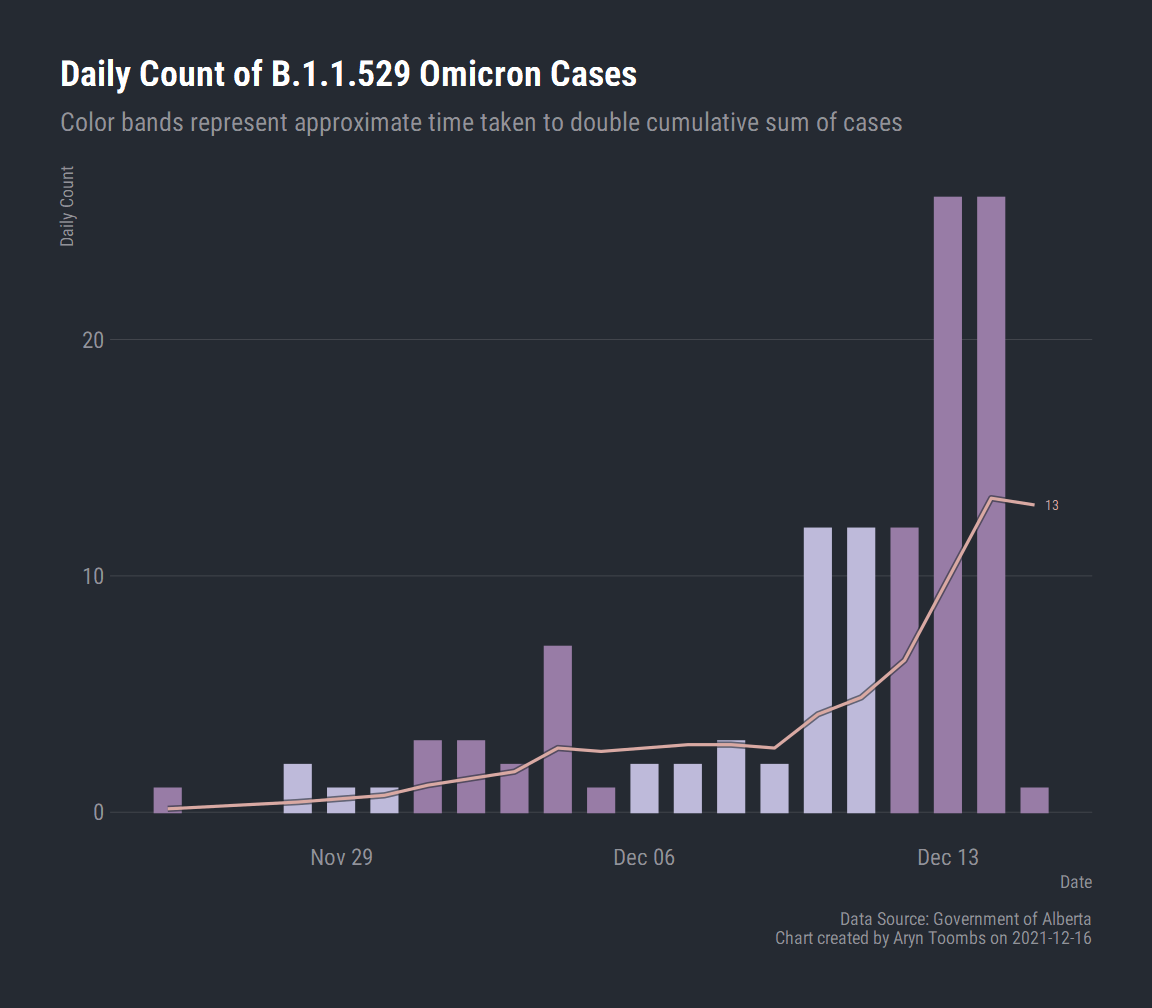 Daily Count of B.1.1.529 Omicron Cases
Color bands represent approximate time taken to double cumulative sum of cases
Daily Count
20
10
0
13
Nov 29
Dec 06
Dec 13
Date
Data Source: Government of Alberta
Chart created by Aryn Toombs on 2021-12-16